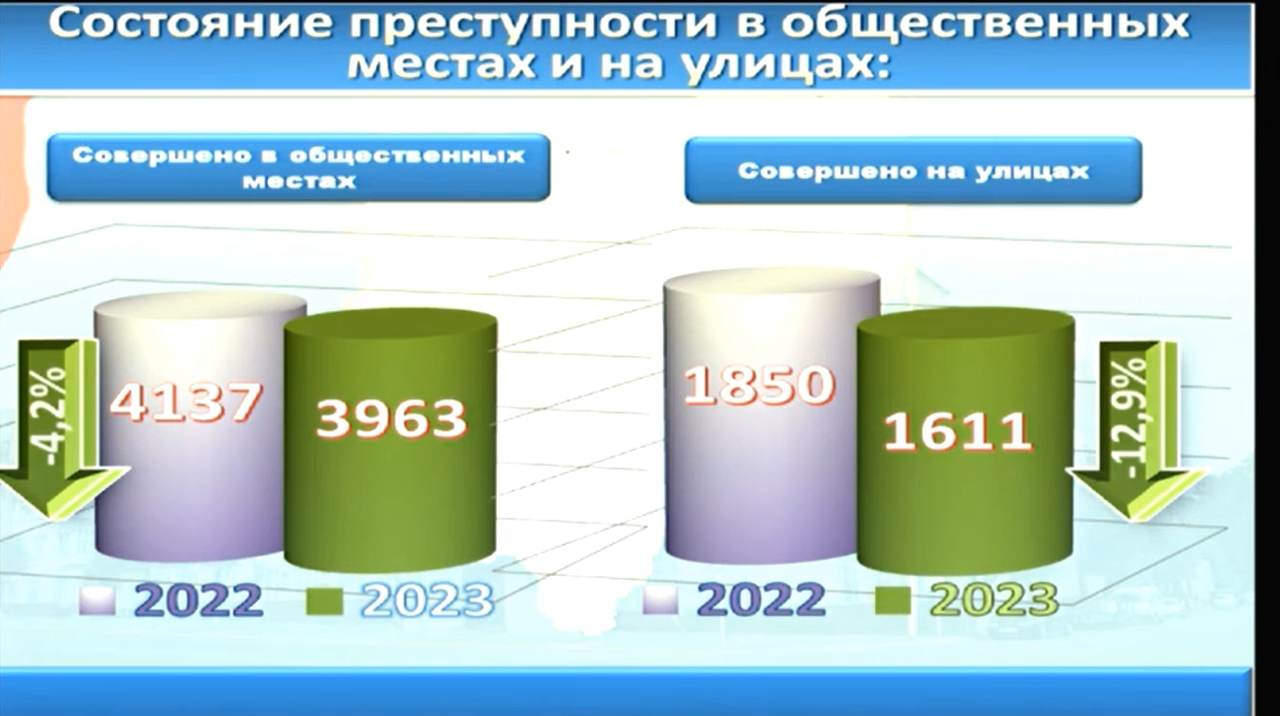 Состояние преступности в общественных
местах и на улицах:
Совершено в общественных
местах
Совершено на улицах
-4,2%
4137
3963
1850
1611
-12,9%
2022
2023
2022
2023